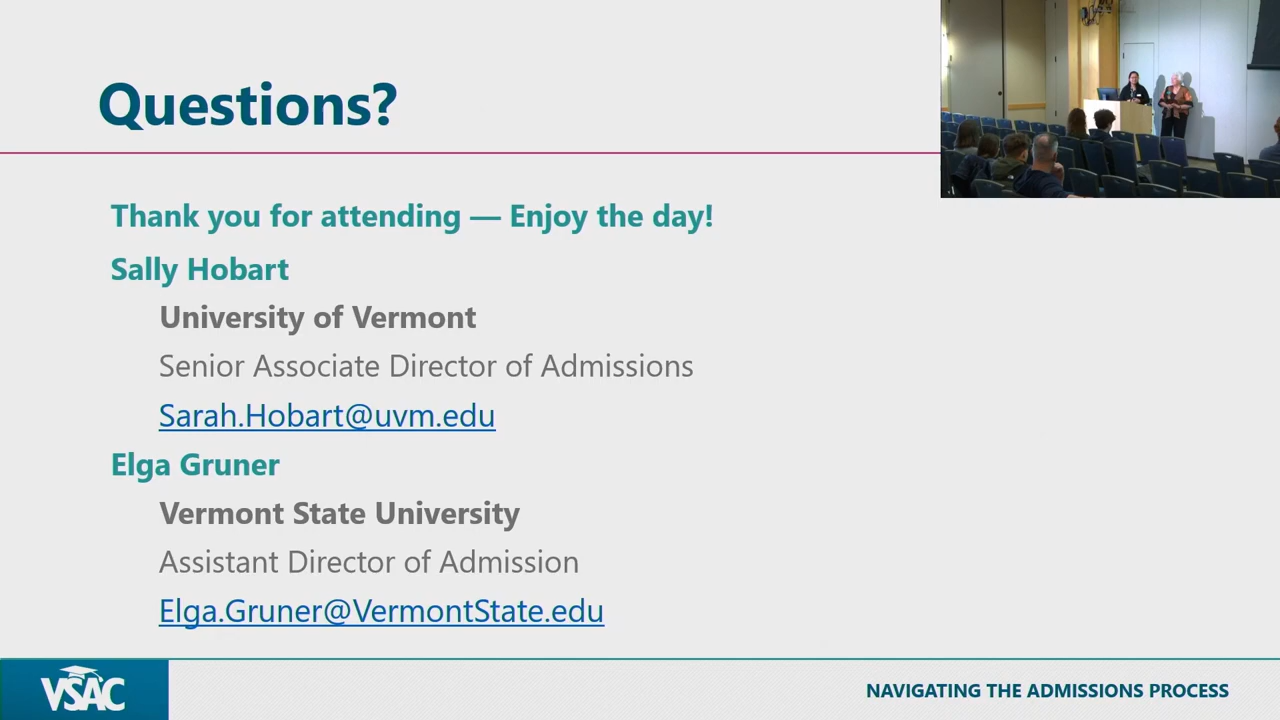 Questions?
Thank you for attending — Enjoy the day!
Sally Hobart
University of Vermont
Senior Associate Director of Admissions
Sarah.Hobart@uvm.edu
Elga Gruner
Vermont State University
Assistant Director of Admission
Elga.Gruner@VermontState.edu
VSAC
NAVIGATING THE ADMISSIONS PROCESS